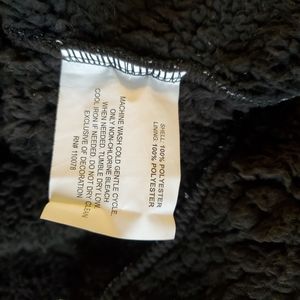 SHELL: 100% POLYESTER
LINING: 100% POLYESTER
MACHINE WASH COLD GENTLE CYCLE.
ONLY NON-CHLORINE BLEACH
WHEN NEEDED. TUMBLE DRY LOW.
COOL IRON IF NEEDED. DO NOT DRY CLEAN
EXCLUSIVE OF DECORATION
RN# 110078